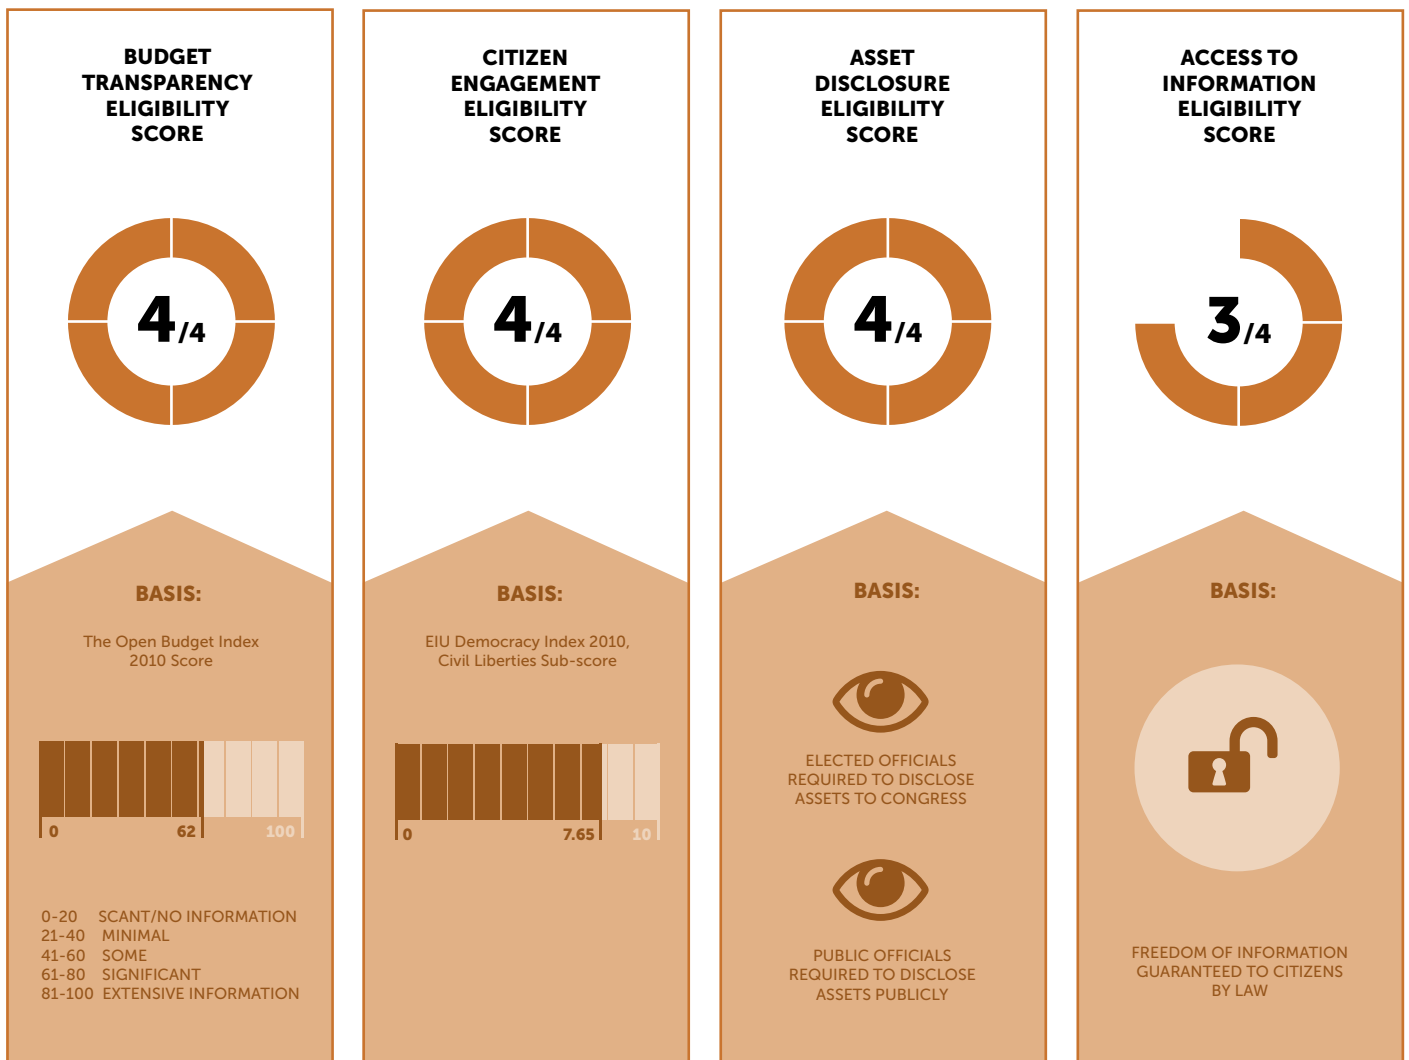 BUDGET
TRANSPARENCY
ELIGIBILITY
SCORE
4/4
BASIS:
The Open Budget Index
2010 Score
0 62 100
0-20 SCANT/NO INFORMATION
21-40 MINIMAL
41-60 SOME
61-80 SIGNIFICANT
81-100 EXTENSIVE INFORMATION
CITIZEN
ENGAGEMENT
ELIGIBILITY
SCORE
4/4
BASIS:
EIU Democracy Index 2010,
Civil Liberties Sub-score
0 7.65 10
ASSET
DISCLOSURE
ELIGIBILITY
SCORE
4/4
BASIS:
ELECTED OFFICIALS
REQUIRED TO DISCLOSE
ASSETS TO CONGRESS
PUBLIC OFFICIALS
REQUIRED TO DISCLOSE
ASSETS PUBLICLY
ACCESS TO
INFORMATION
ELIGIBILITY
SCORE
3/4
BASIS:
FREEDOM OF INFORMATION
GUARANTEED TO CITIZENS
BY LAW